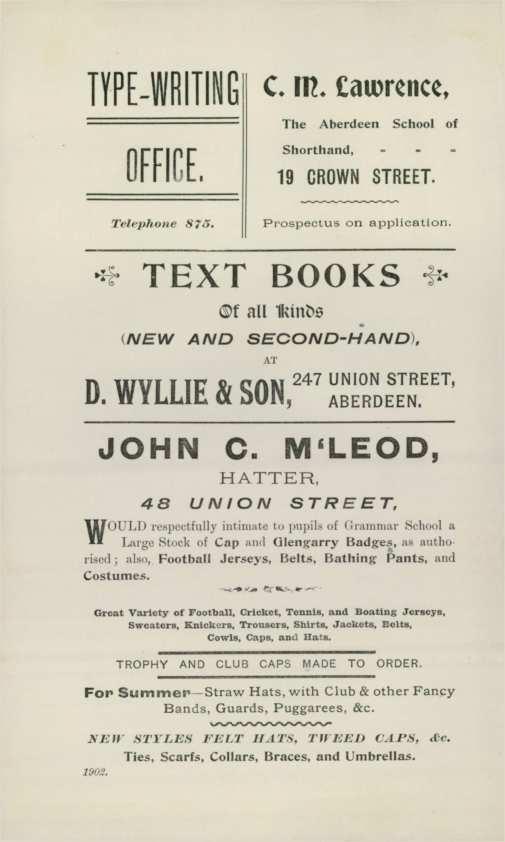 TYPE-WRITING
OFFICE.
Telephone 875.
C. M. Lawrence,
The Aberdeen School of
Shorthand, - - -
19 CROWN STREET.
Prospectus on application.
TEXT BOOKS
Of all kinds
(NEW AND SECOND-HAND),
AT
D. WYLLIE & SON, 247 UNION STREET,
ABERDEEN.
JOHN C. M‘LEOD,
HATTER,
48 UNION STREET,
WOULD respectfully intimate to pupils of Grammar School a
Large Stock of Cap and Glengarry Badges, as autho-
rised; also, Football Jerseys, Belts, Bathing Pants, and
Costumes.
Great Variety of Football, Cricket, Tennis, and Boating Jerseys,
Sweaters, Knickers, Trousers, Shirts, Jackets, Belts,
Cowls, Caps, and Hats.
TROPHY AND CLUB CAPS MADE TO ORDER.
For Summer—Straw Hats, with Club & other Fancy
Bands, Guards, Puggarees, &c.
NEW STYLES FELT HATS, TWEED CAPS, &c.
Ties, Scarfs, Collars, Braces, and Umbrellas.
1902.